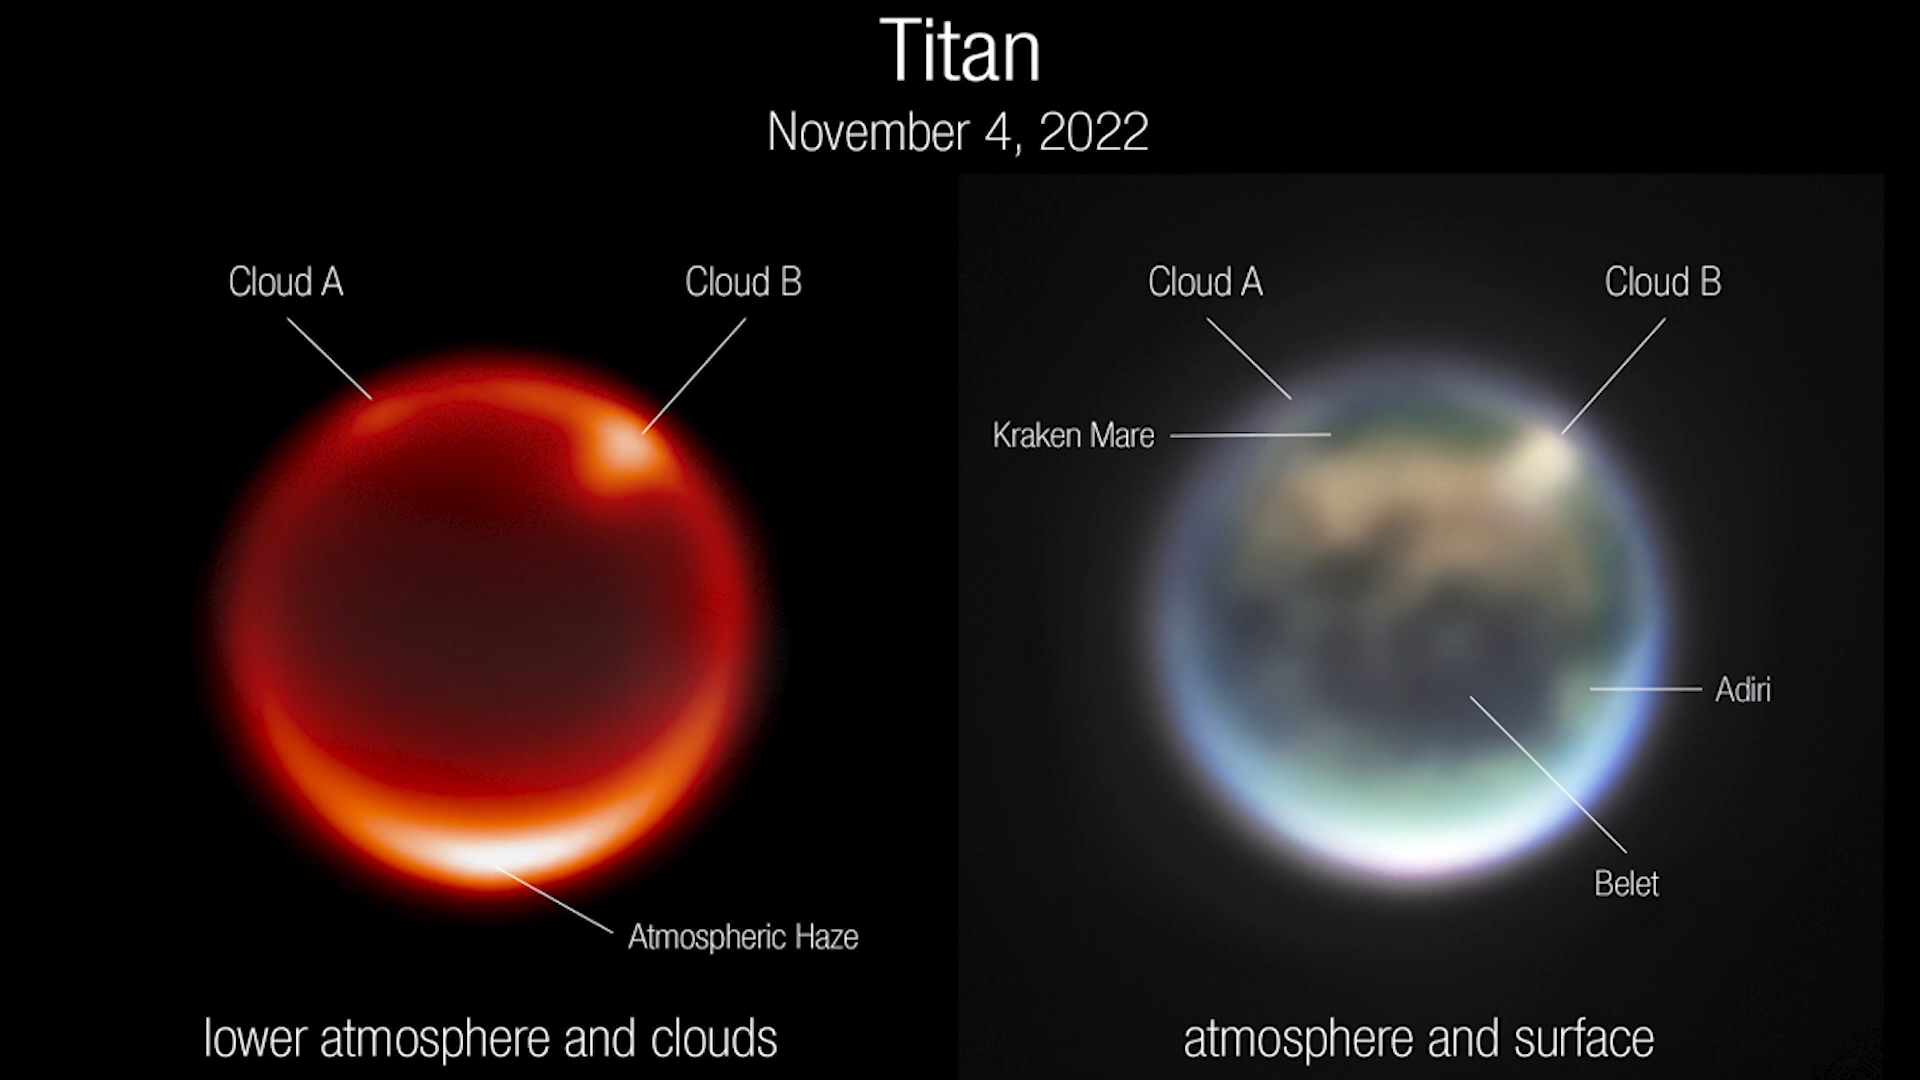 Titan
November 4, 2022
Cloud A
Cloud B
Atmospheric Haze
lower atmosphere and clouds
Cloud A
Cloud B
Kraken Mare
Adiri
Belet
atmosphere and surface